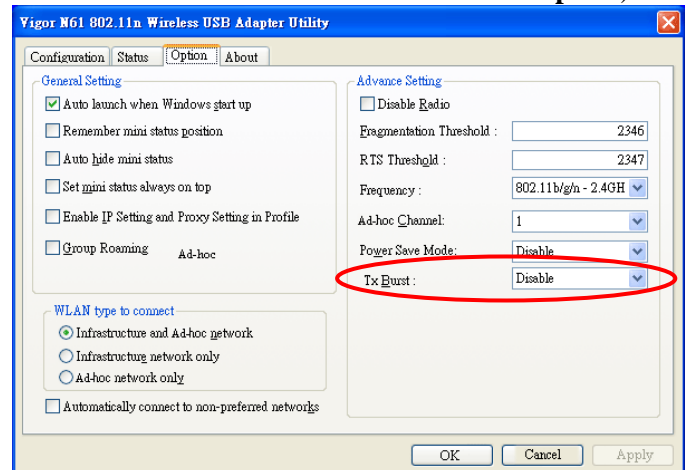 Vigor N61 802.11n Wireless USB Adapter Utility
Configuration Status Option About
General Setting
Auto launch when Windows start up
Remember mini status position
Auto hide mini status
Set mini status always on top
Enable IP Setting and Proxy Setting in Profile
Group Roaming Ad-hoc
WLAN type to connect
Infrastructure and Ad-hoc network
Infrastructure network only
Ad-hoc network only
Automatically connect to non-preferred networks
Advance Setting
Disable Radio
Fragmentation Threshold : 2346
RTS Threshold : 2347
Frequency : 802.11b/g/n - 2.4GH
Ad-hoc Channel: 1
Power Save Mode: Disable
Tx Burst : Disable
OK Cancel Apply